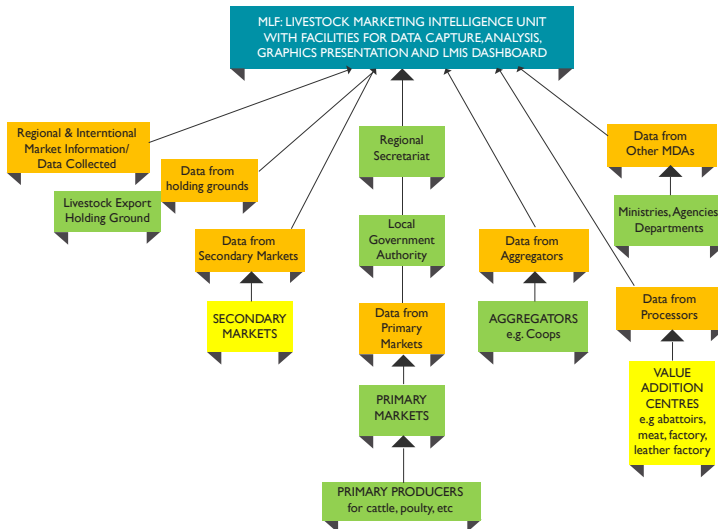 MLF: LIVESTOCK MARKETING INTELLIGENCE UNIT
WITH FACILITIES FOR DATA CAPTURE, ANALYSIS,
GRAPHICS PRESENTATION AND LMIS DASHBOARD
Regional & Interntional
Market Information/
Data Collected
Livestock Export
Holding Ground
Data from
holding grounds
Data from
Secondary Markets
SECONDARY
MARKETS
Regional
Secretariat
Local
Government
Authority
Data from
Primary
Markets
PRIMARY
MARKETS
PRIMARY PRODUCERS
for cattle, poulty, etc
Data from
Aggregators
AGGREGATORS
e.g. Coops
Data from
Other MDAs
Ministries, Agencies
Departments
Data from
Processors
VALUE
ADDITION
CENTRES
e.g abattoirs,
meat, factory,
leather factory